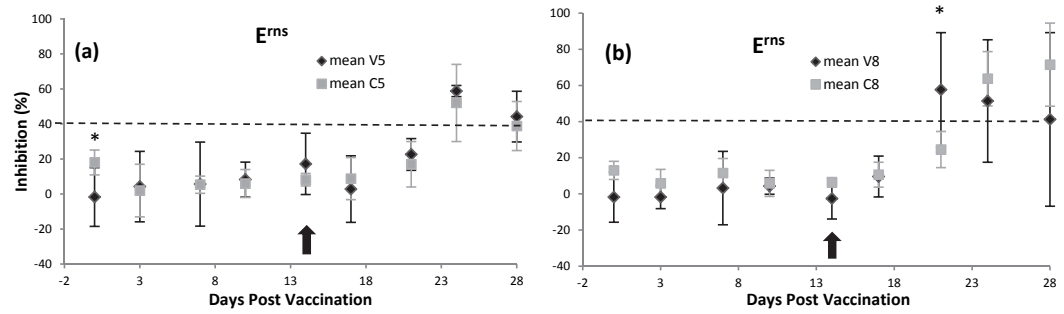 (a)
E^rns
mean V5
mean C5
*
Inhibition (%)
100
80
60
40
20
0
-20
-40
-2 3 8 13 18 23 28
Days Post Vaccination
(b)
E^rns
mean V8
mean C8
*
100
80
60
40
20
0
-20
-40
-2 3 8 13 18 23 28
Days Post Vaccination